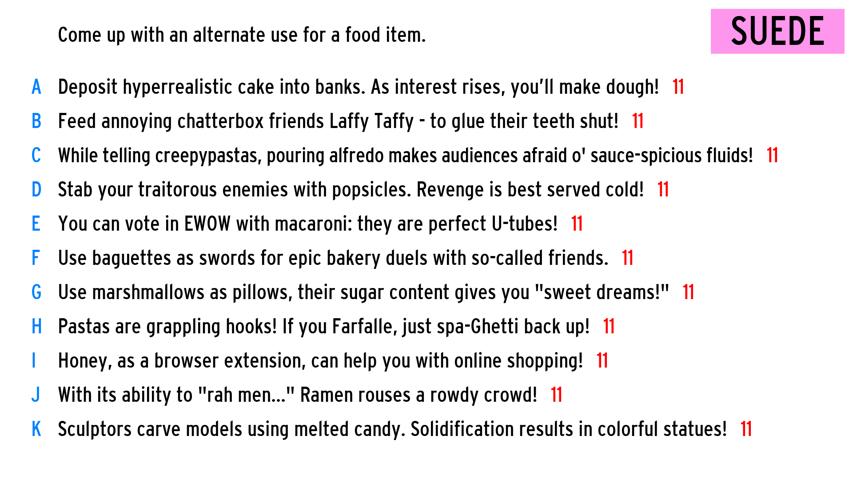 Come up with an alternate use for a food item.
SUEDE
A Deposit hyperrealistic cake into banks. As interest rises, you'll make dough! 11
B Feed annoying chatterbox friends Laffy Taffy - to glue their teeth shut! 11
C While telling creepypastas, pouring alfredo makes audiences afraid o' sauce-spicious fluids! 11
D Stab your traitorous enemies with popsicles. Revenge is best served cold! 11
E You can vote in EWOW with macaroni: they are perfect U-tubes! 11
F Use baguettes as swords for epic bakery duels with so-called friends. 11
G Use marshmallows as pillows, their sugar content gives you "sweet dreams!" 11
H Pastas are grappling hooks! If you Farfalle, just spa-Ghetti back up! 11
I Honey, as a browser extension, can help you with online shopping! 11
J With its ability to "rah men..." Ramen rouses a rowdy crowd! 11
K Sculptors carve models using melted candy. Solidification results in colorful statues! 11